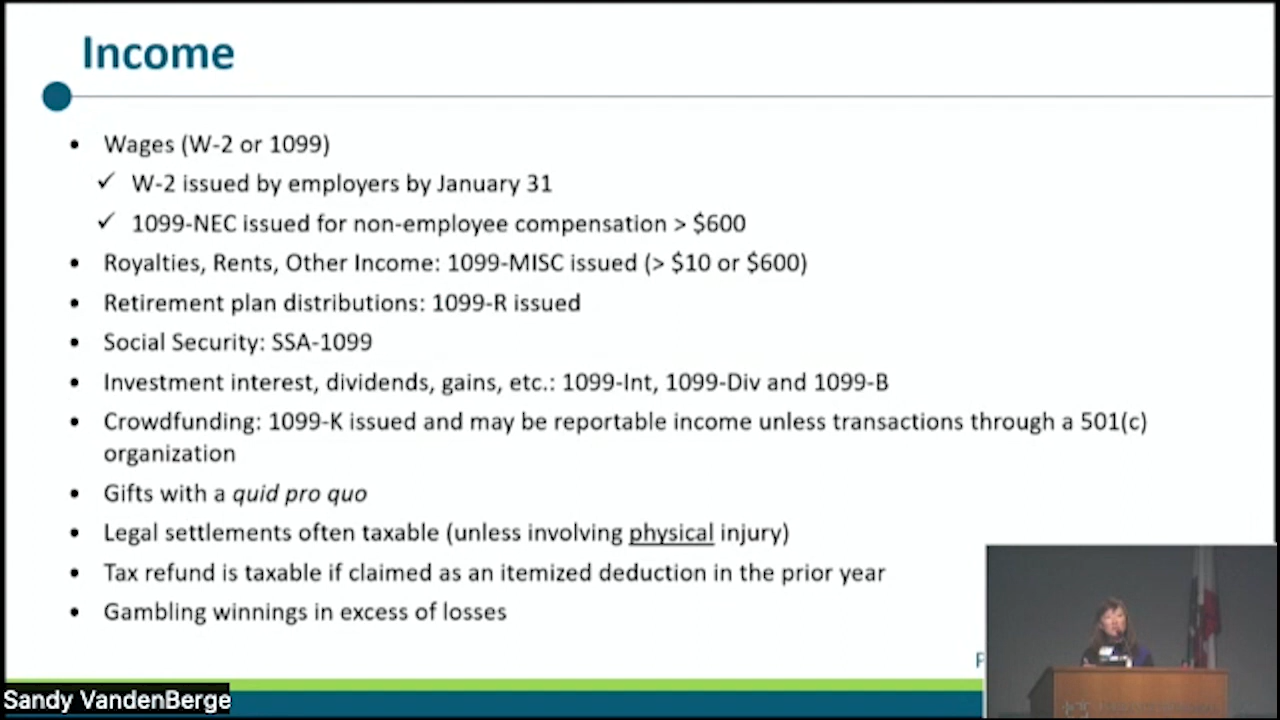 Income
• Wages (W-2 or 1099)
✓ W-2 issued by employers by January 31
✓ 1099-NEC issued for non-employee compensation > $600
• Royalties, Rents, Other Income: 1099-MISC issued (> $10 or $600)
• Retirement plan distributions: 1099-R issued
• Social Security: SSA-1099
• Investment interest, dividends, gains, etc.: 1099-Int, 1099-Div and 1099-B
• Crowdfunding: 1099-K issued and may be reportable income unless transactions through a 501(c)
organization
• Gifts with a quid pro quo
• Legal settlements often taxable (unless involving physical injury)
• Tax refund is taxable if claimed as an itemized deduction in the prior year
• Gambling winnings in excess of losses
Sandy VandenBerge